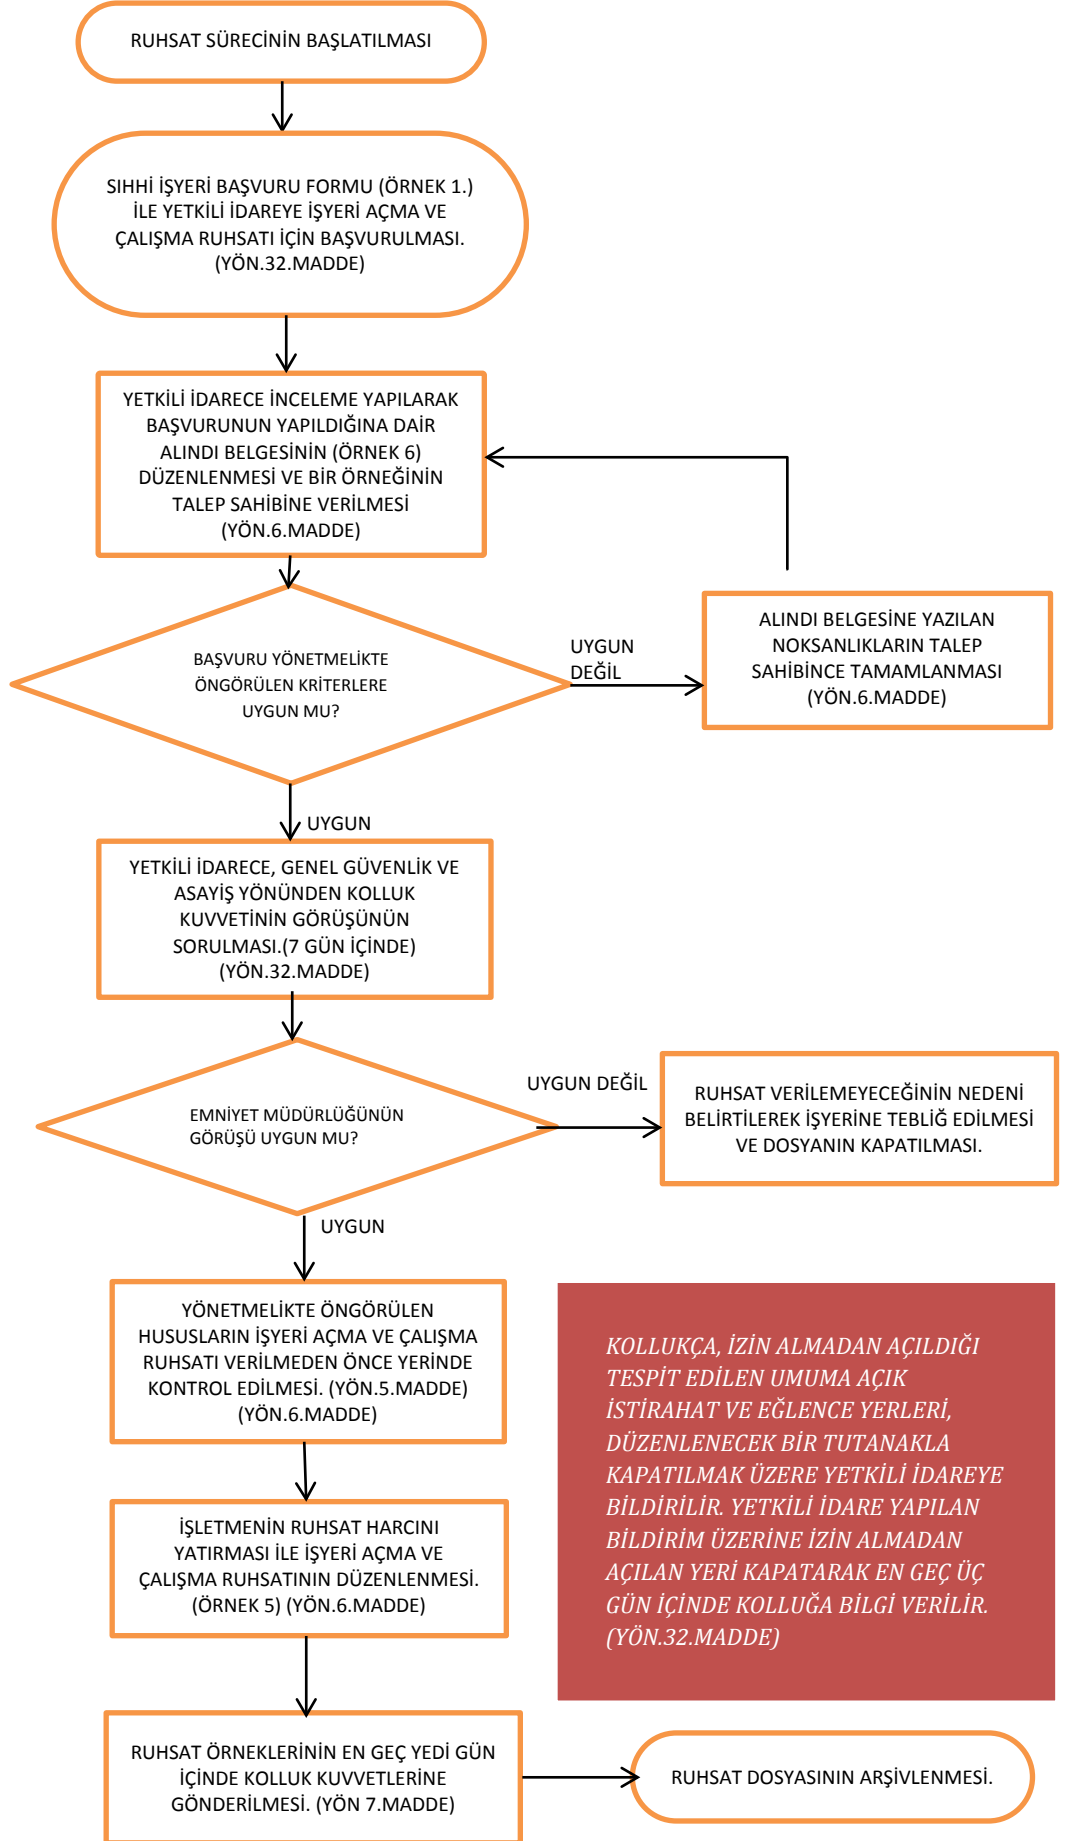 RUHSAT SÜRECİNİN BAŞLATILMASI
SIHHİ İŞYERİ BAŞVURU FORMU (ÖRNEK 1.)
İLE YETKİLİ İDAREYE İŞYERİ AÇMA VE
ÇALIŞMA RUHSATI İÇİN BAŞVURULMASI.
(YÖN.32.MADDE)
YETKİLİ İDARECE İNCELEME YAPILARAK
BAŞVURUNUN YAPILDIĞINA DAİR
ALINDI BELGESİNİN (ÖRNEK 6)
DÜZENLENMESİ VE BİR ÖRNEĞİNİN
TALEP SAHİBİNE VERİLMESİ
(YÖN.6.MADDE)
BAŞVURU YÖNETMELİKTE
ÖNGÖRÜLEN KRİTERLERE
UYGUN MU?
UYGUN
DEĞİL
ALINDI BELGESİNE YAZILAN
NOKSANLIKLARIN TALEP
SAHİBİNCE TAMAMLANMASI
(YÖN.6.MADDE)
UYGUN
YETKİLİ İDARECE, GENEL GÜVENLİK VE
ASAYİŞ YÖNÜNDEN KOLLUK
KUVVETİNİN GÖRÜŞÜNÜN
SORULMASI.(7 GÜN İÇİNDE)
(YÖN.32.MADDE)
EMNİYET MÜDÜRLÜĞÜNÜN
GÖRÜŞÜ UYGUN MU?
UYGUN DEĞİL
RUHSAT VERİLEMEYECEĞİNİN NEDENİ
BELİRTİLEREK İŞYERİNE TEBLİĞ EDİLMESİ
VE DOSYANIN KAPATILMASI.
UYGUN
YÖNETMELİKTE ÖNGÖRÜLEN
HUSUSLARIN İŞYERİ AÇMA VE ÇALIŞMA
RUHSATI VERİLMEDEN ÖNCE YERİNDE
KONTROL EDİLMESİ. (YÖN.5.MADDE)
(YÖN.6.MADDE)
KOLLUKÇA, İZİN ALMADAN AÇILDIĞI
TESPİT EDİLEN UMUMA AÇIK
İSTİRAHAT VE EĞLENCE YERLERİ,
DÜZENLENECEK BİR TUTANAKLA
KAPATILMAK ÜZERE YETKİLİ İDAREYE
BİLDİRİLİR. YETKİLİ İDARE YAPILAN
BİLDİRİM ÜZERİNE İZİN ALMADAN
AÇILAN YERİ KAPATARAK EN GEÇ ÜÇ
GÜN İÇİNDE KOLLUĞA BİLGİ VERİLİR.
(YÖN.32.MADDE)
İŞLETMENİN RUHSAT HARCINI
YATIRMASI İLE İŞYERİ AÇMA VE
ÇALIŞMA RUHSATININ DÜZENLENMESİ.
(ÖRNEK 5) (YÖN.6.MADDE)
RUHSAT ÖRNEKLERİNİN EN GEÇ YEDİ GÜN
İÇİNDE KOLLUK KUVVETLERİNE
GÖNDERİLMESİ. (YÖN 7.MADDE)
RUHSAT DOSYASININ ARŞİVLENMESİ.